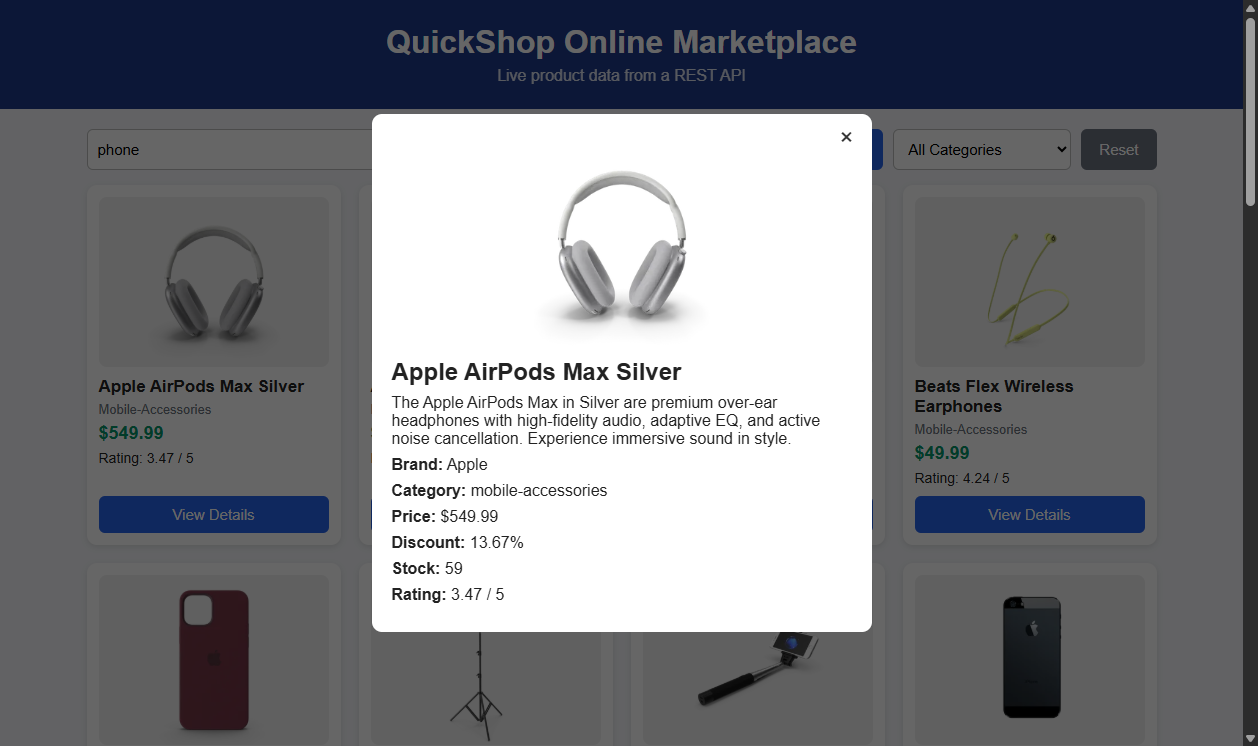 QuickShop Online Marketplace
Live product data from a REST API
phone
All Categories
Reset
×
Apple AirPods Max Silver
The Apple AirPods Max in Silver are premium over-ear
headphones with high-fidelity audio, adaptive EQ, and active
noise cancellation. Experience immersive sound in style.
Brand: Apple
Category: mobile-accessories
Price: $549.99
Discount: 13.67%
Stock: 59
Rating: 3.47 / 5
Apple AirPods Max Silver
Mobile-Accessories
$549.99
Rating: 3.47 / 5
View Details
Beats Flex Wireless
Earphones
Mobile-Accessories
$49.99
Rating: 4.24 / 5
View Details